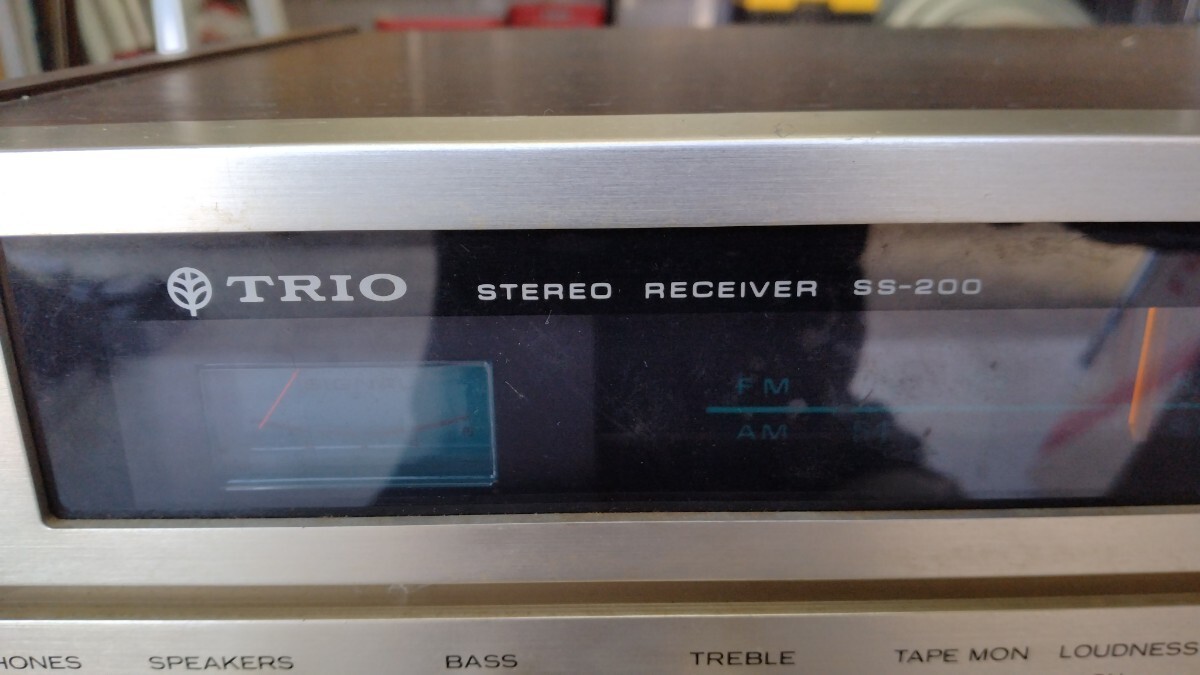 TRIO STEREO RECEIVER SS-200
FM
AM
HONES SPEAKERS BASS TREBLE TAPE MON LOUDNESS